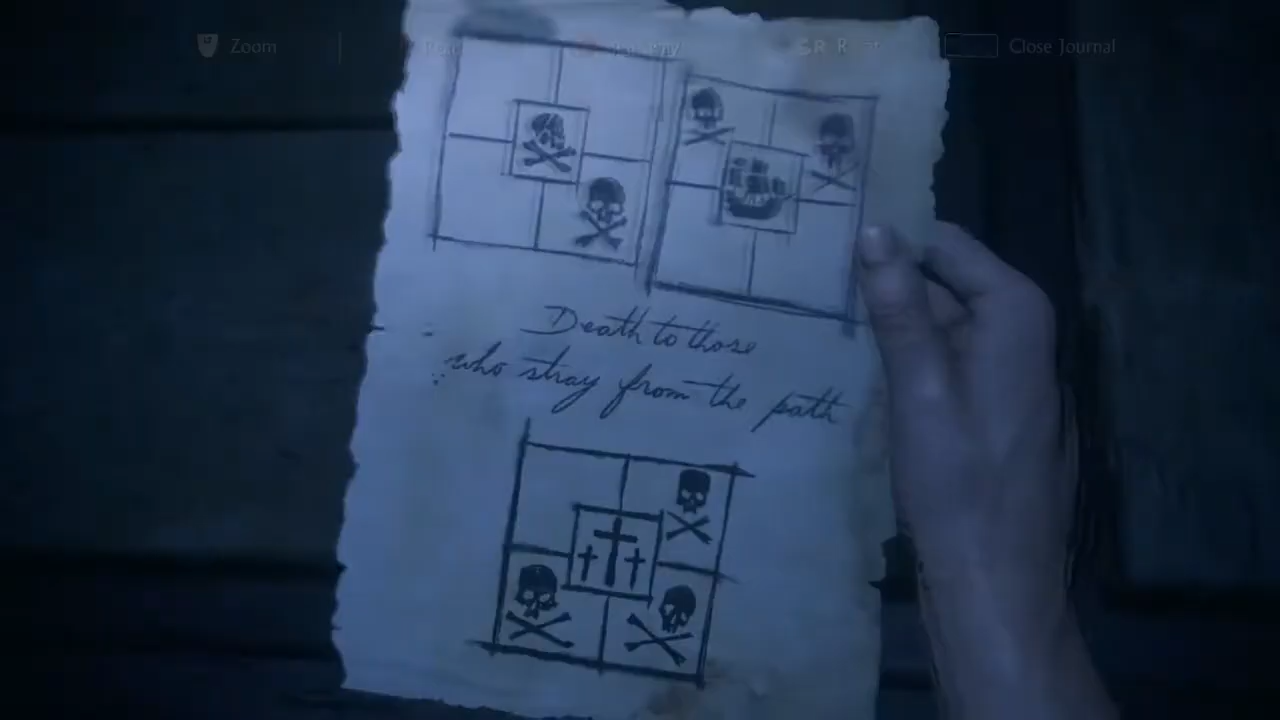 Zoom
Close Journal
Death to those
who stray from the path